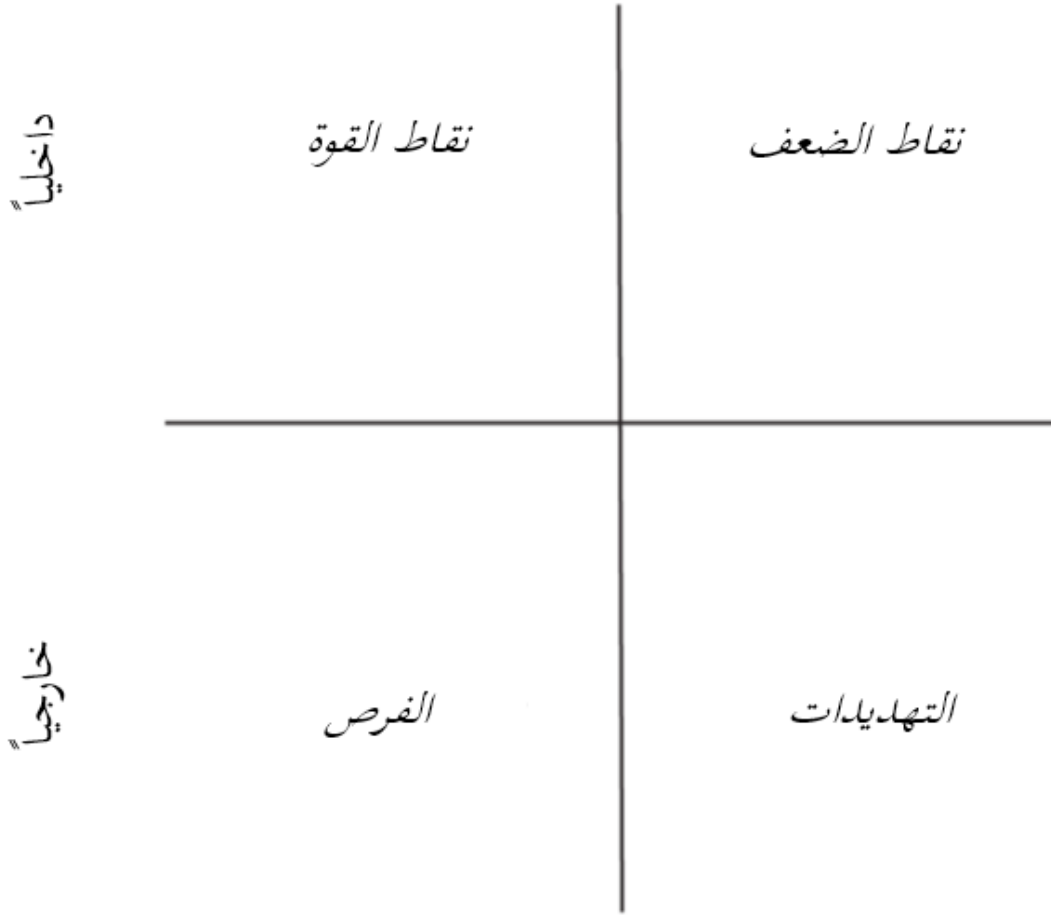 داخلياً
نقاط القوة
نقاط الضعف
خارجياً
الفرص
التهديدات